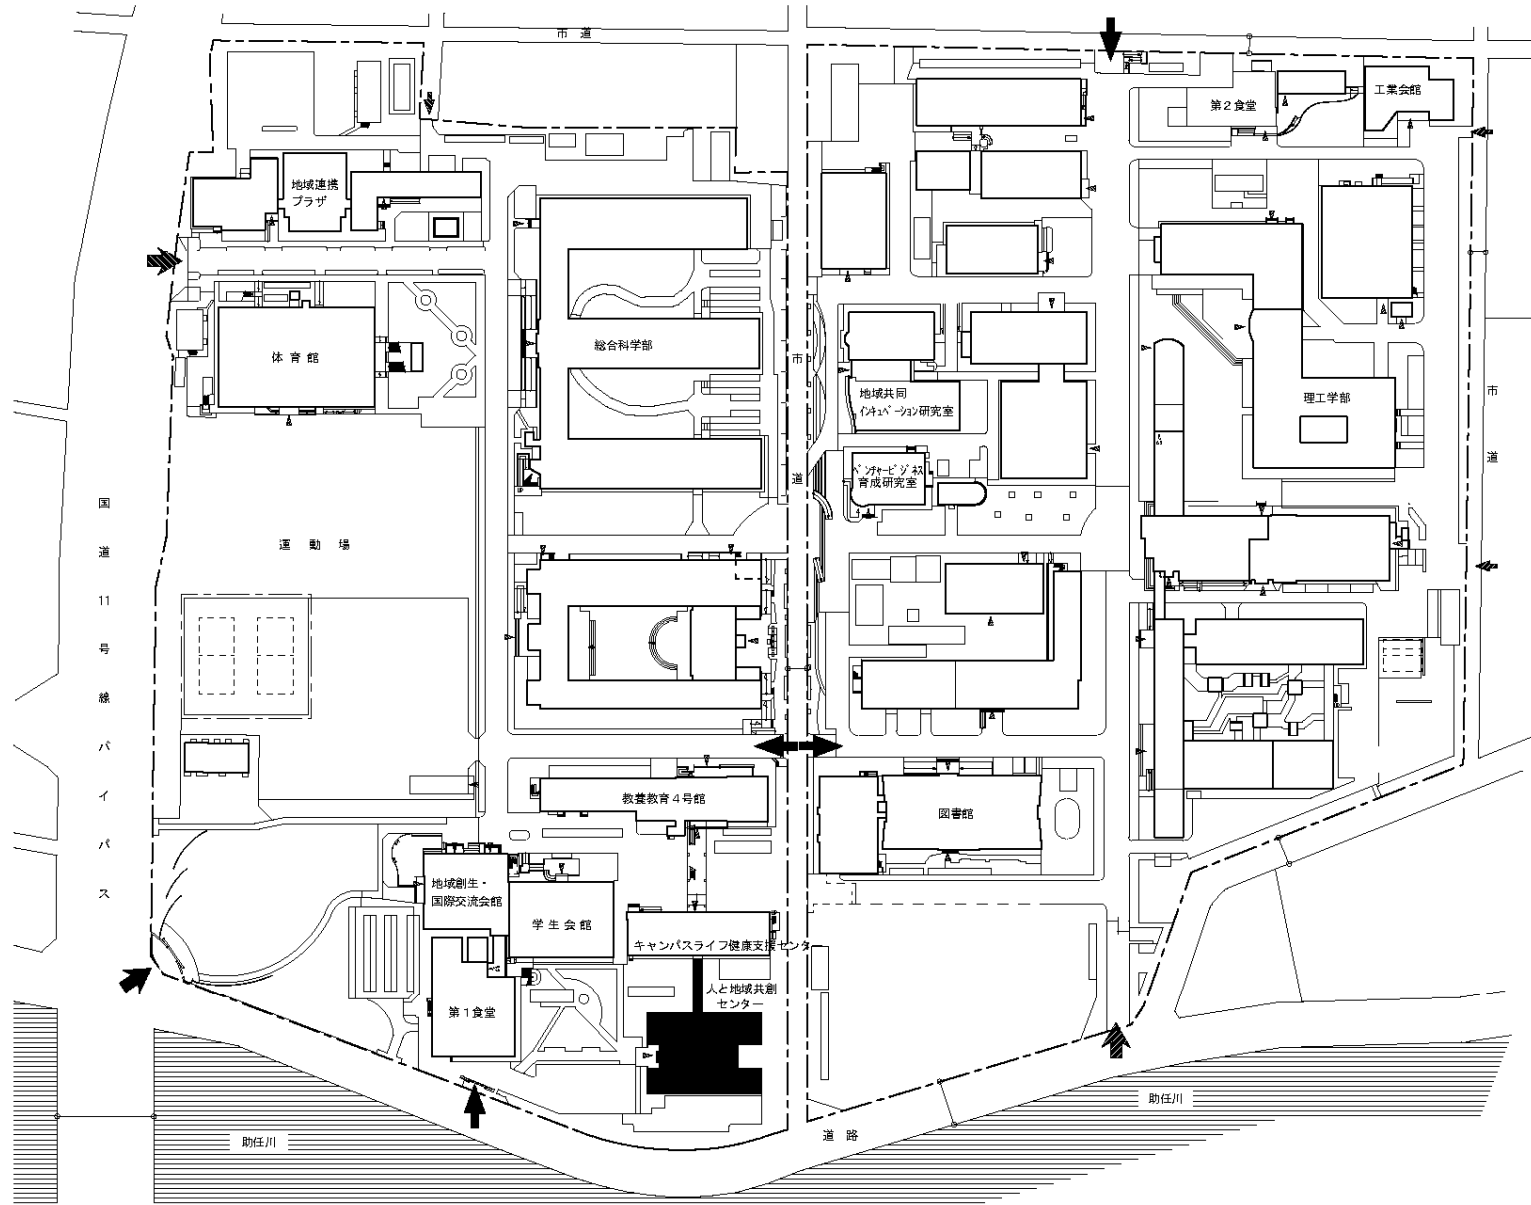 市道
第２食堂
工業会館
地域連携
プラザ
体育館
総合科学部
市道
地域共同
ｲﾝｷｭﾍﾞｰｼｮﾝ研究室
理工学部
市道
ﾍﾞﾝﾁｬｰﾋﾞｼﾞﾈｽ
育成研究室
国道11号線バイパス
運動場
教養教育４号館
図書館
地域創生・
国際交流会館
学生会館
キャンパスライフ健康支援センター
人と地域共創
センター
第１食堂
助任川
道路
助任川